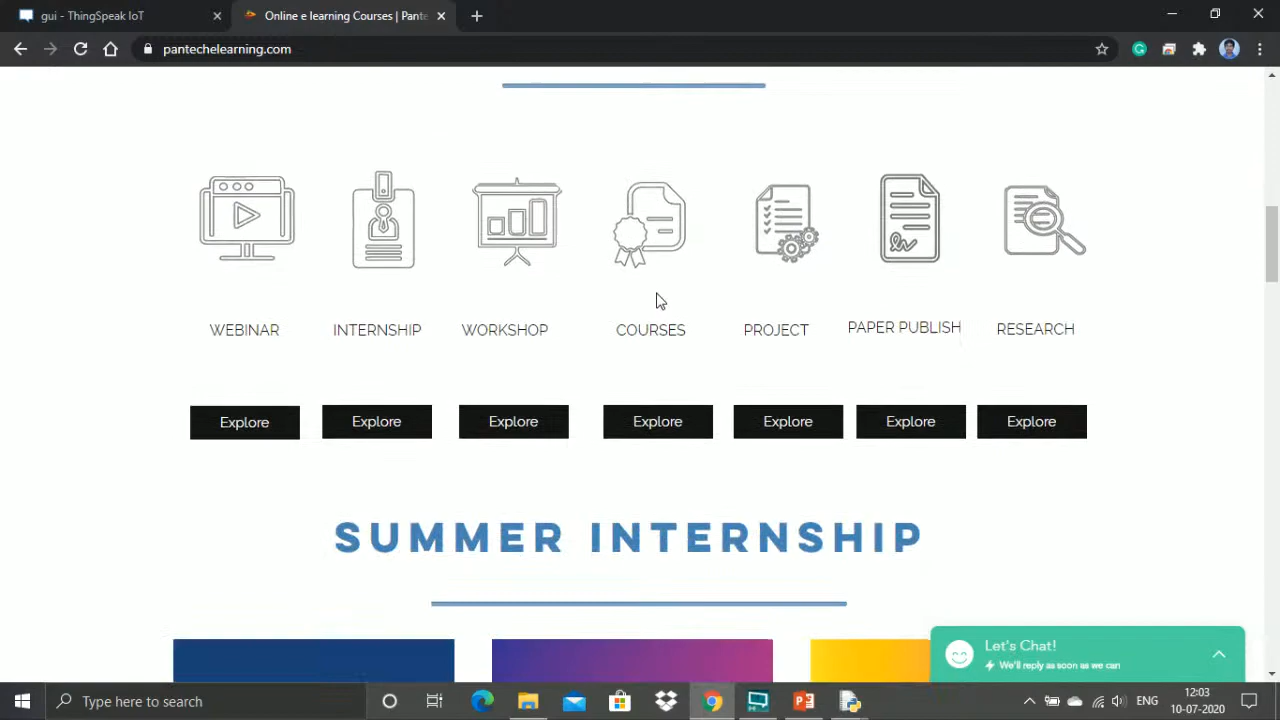 gui - ThingSpeak IoT
Online e learning Courses | Pante
pantechelearning.com
WEBINAR INTERNSHIP WORKSHOP COURSES PROJECT PAPER PUBLISH RESEARCH
Explore Explore Explore Explore Explore Explore Explore
SUMMER INTERNSHIP
Let's Chat!
We'll reply as soon as we can
Type here to search
ENG
12:03
10-07-2020